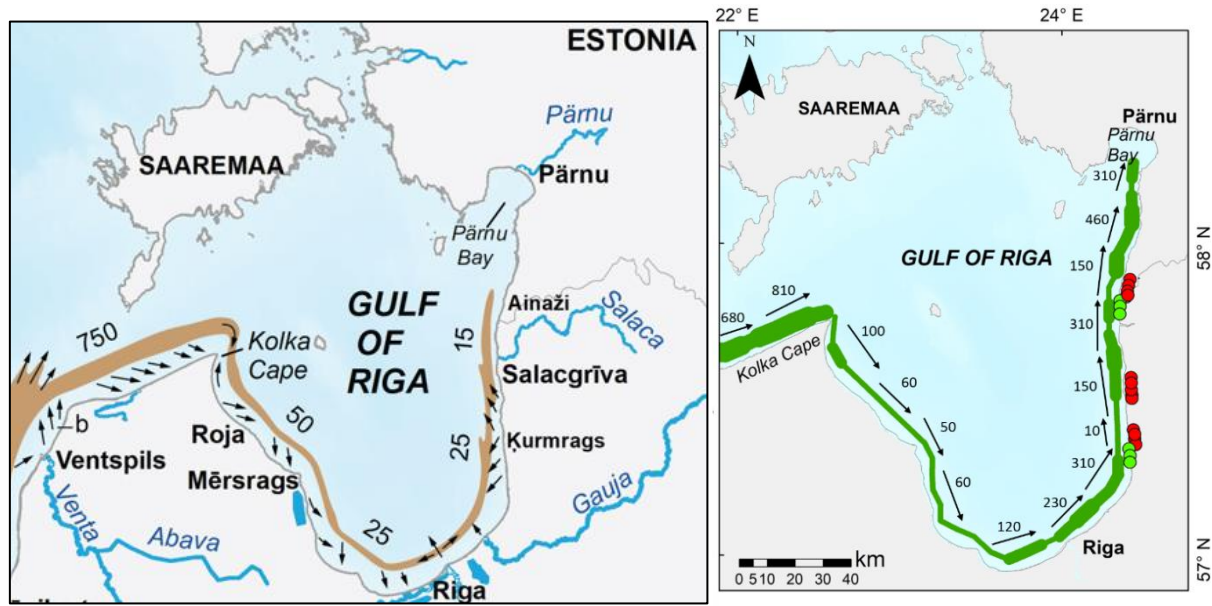 ESTONIA
Pärnu
SAAREMAA
Pärnu
Pärnu
Bay
GULF
OF
RIGA
Ainaži
Salaca
750
Kolka
Cape
15
Salacgrīva
b
50
Roja
Ventspils
Mērsrags
25
Ķurmrags
Gauja
Venta
Abava
25
Riga
22° E
24° E
N
SAAREMAA
Pärnu
Pärnu
Bay
310
460
58° N
GULF OF RIGA
150
810
680
310
100
Kolka Cape
60
150
50
10
310
60
230
120
Riga
km
0 510 20 30 40
57° N